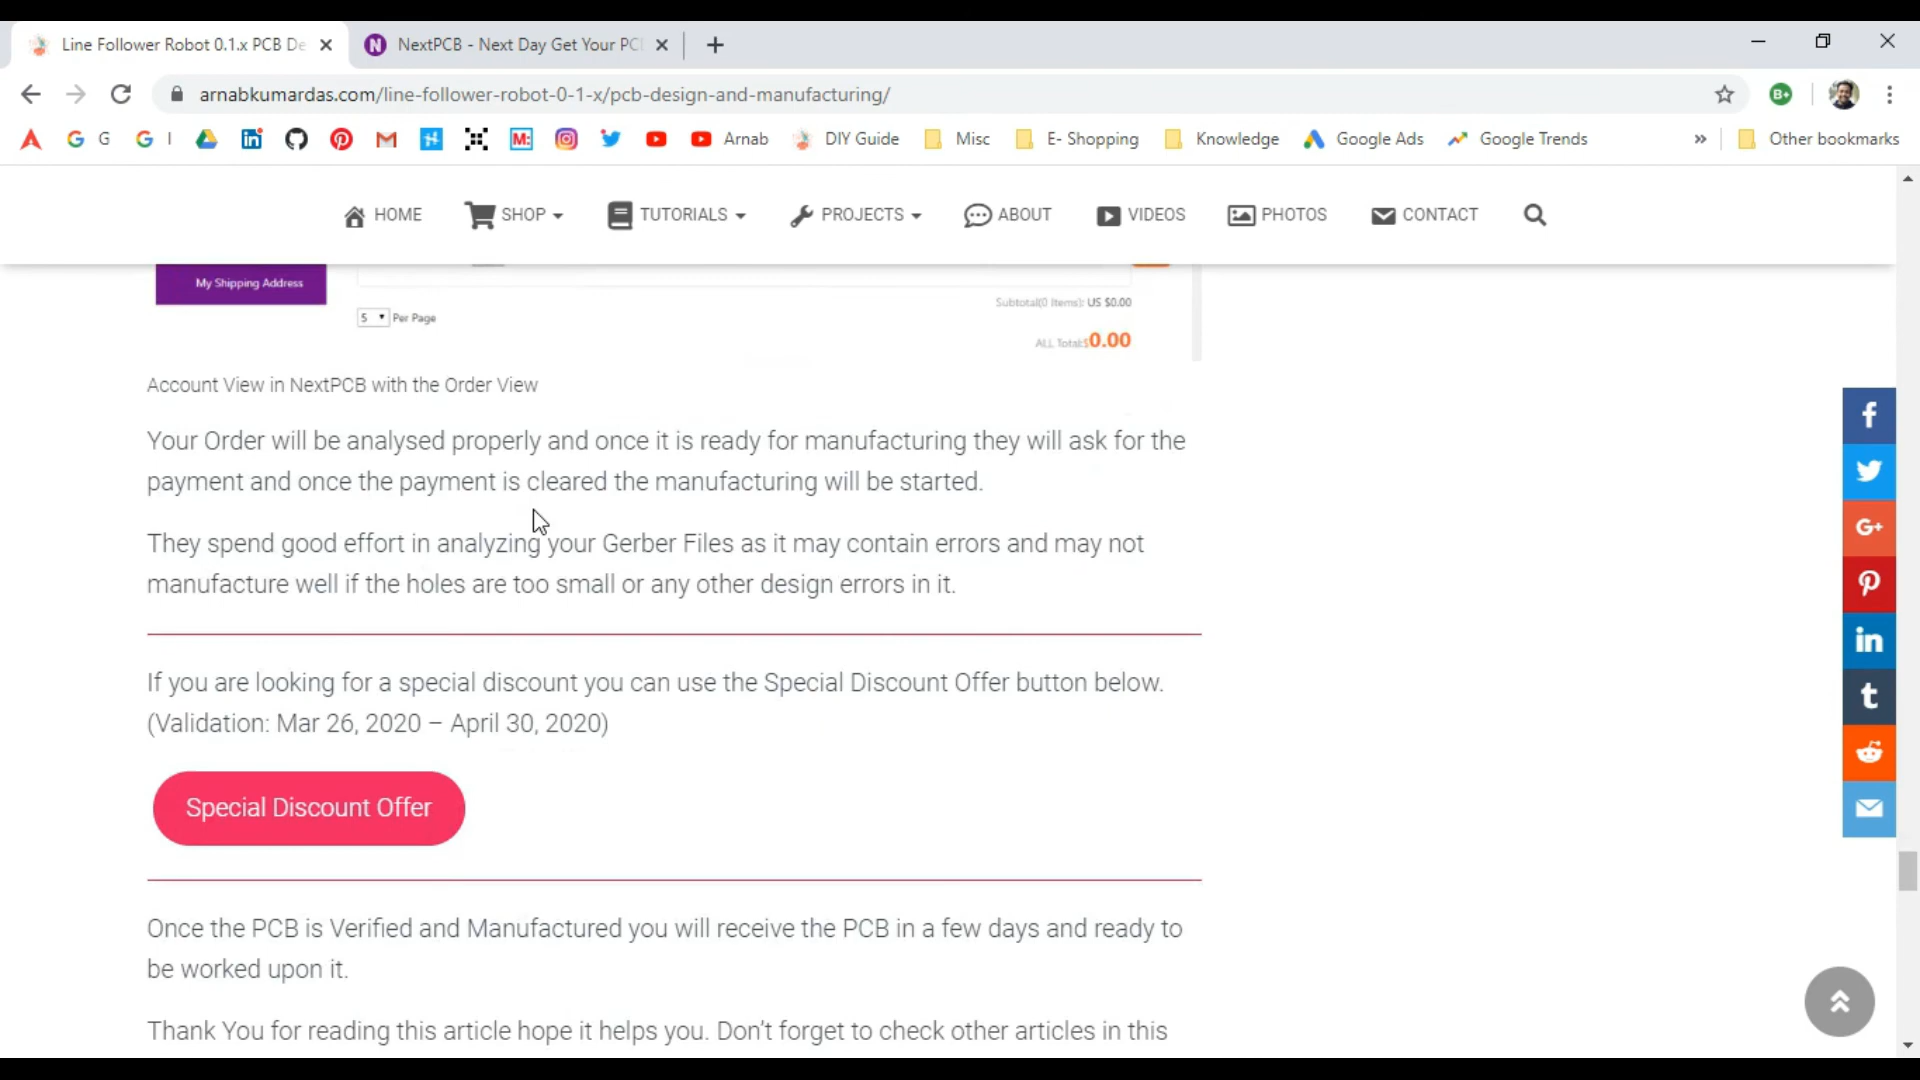 Line Follower Robot 0.1.x PCB De
NextPCB - Next Day Get Your PC
arnabkumardas.com/line-follower-robot-0-1-x/pcb-design-and-manufacturing/
B+
G
I
M:
Arnab
DIY Guide
Misc
E- Shopping
Knowledge
Google Ads
Google Trends
»
Other bookmarks
HOME
SHOP
TUTORIALS
PROJECTS
ABOUT
VIDEOS
PHOTOS
CONTACT
My Shipping Address
Subtotal(0 Items): US $0.00
5 Per Page
ALL Total:$0.00
Account View in NextPCB with the Order View
Your Order will be analysed properly and once it is ready for manufacturing they will ask for the
payment and once the payment is cleared the manufacturing will be started.
They spend good effort in analyzing your Gerber Files as it may contain errors and may not
manufacture well if the holes are too small or any other design errors in it.
If you are looking for a special discount you can use the Special Discount Offer button below.
(Validation: Mar 26, 2020 – April 30, 2020)
Special Discount Offer
Once the PCB is Verified and Manufactured you will receive the PCB in a few days and ready to
be worked upon it.
Thank You for reading this article hope it helps you. Don't forget to check other articles in this